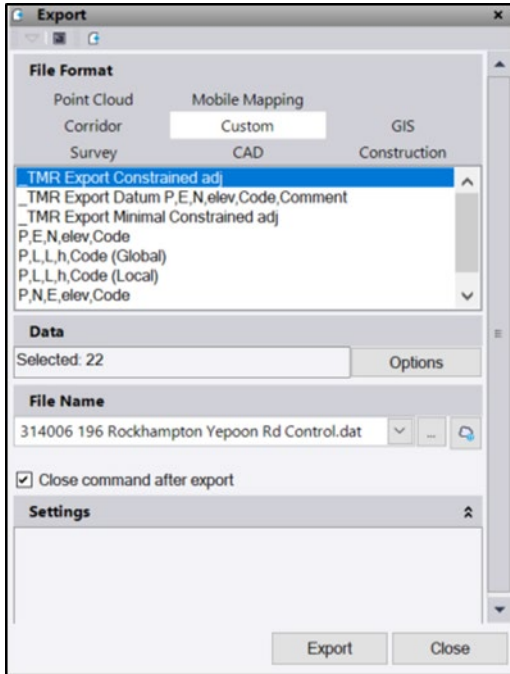 Export
File Format
Point Cloud Mobile Mapping
Corridor Custom GIS
Survey CAD Construction
_TMR Export Constrained adj
_TMR Export Datum P,E,N,elev,Code,Comment
_TMR Export Minimal Constrained adj
P,E,N,elev,Code
P,L,L,h,Code (Global)
P,L,L,h,Code (Local)
P,N,E,elev,Code
Data
Selected: 22 Options
File Name
314006 196 Rockhampton Yepoon Rd Control.dat ...
Close command after export
Settings
Export Close